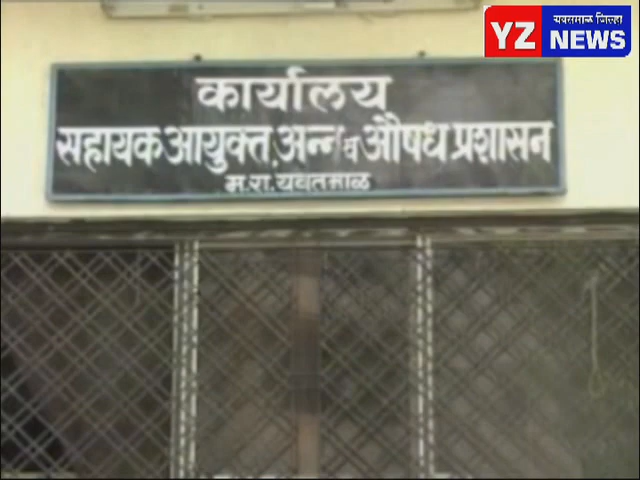 यवतमाळ जिल्हा
YZ NEWS
कार्यालय
सहायक आयुक्त, अन्न व औषध प्रशासन
म.रा. यवतमाळ